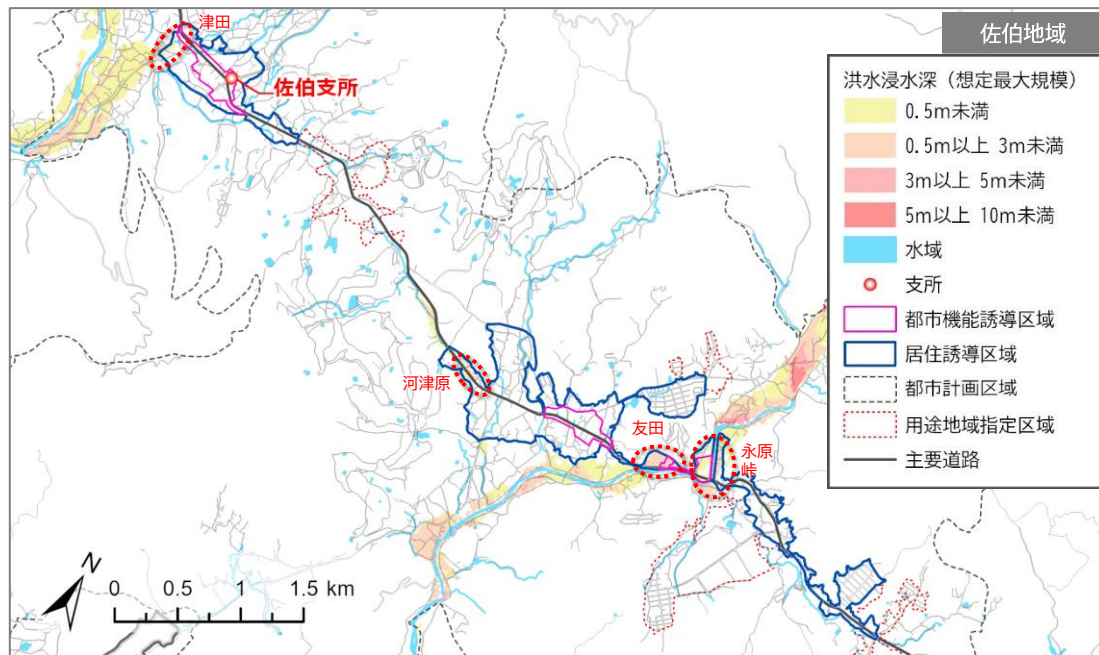 佐伯地域
津田
佐伯支所
河津原
友田
永原
峠
N
0 0.5 1 1.5 km
洪水浸水深（想定最大規模）
0.5m未満
0.5m以上 3m未満
3m以上 5m未満
5m以上 10m未満
水域
支所
都市機能誘導区域
居住誘導区域
都市計画区域
用途地域指定区域
主要道路